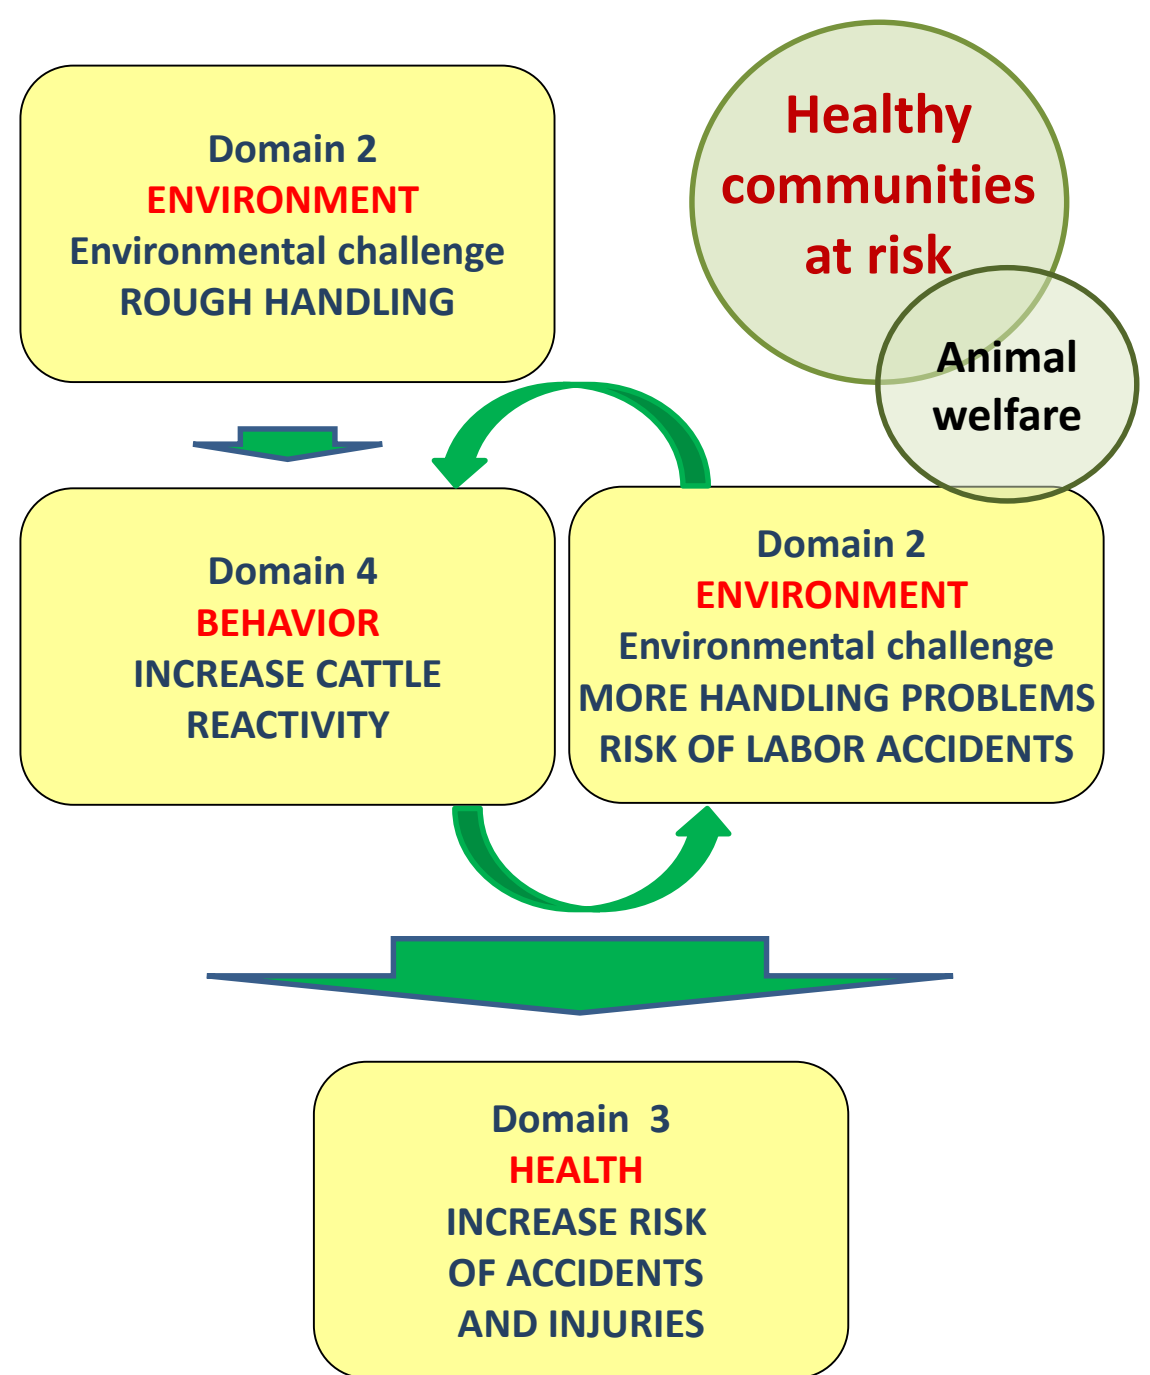 Domain 2
ENVIRONMENT
Environmental challenge
ROUGH HANDLING
Healthy
communities
at risk
Animal
welfare
Domain 4
BEHAVIOR
INCREASE CATTLE
REACTIVITY
Domain 2
ENVIRONMENT
Environmental challenge
MORE HANDLING PROBLEMS
RISK OF LABOR ACCIDENTS
Domain 3
HEALTH
INCREASE RISK
OF ACCIDENTS
AND INJURIES